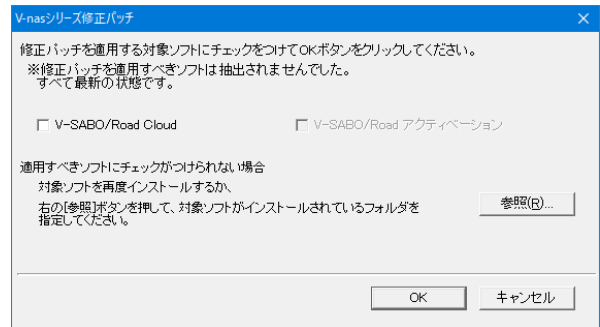 V-nasシリーズ修正パッチ
修正パッチを適用する対象ソフトにチェックをつけてOKボタンをクリックしてください。
※修正パッチを適用すべきソフトは抽出されませんでした。
すべて最新の状態です。
V-SABO/Road Cloud
V-SABO/Road アクティベーション
適用すべきソフトにチェックがつけられない場合
対象ソフトを再度インストールするか、
右の[参照]ボタンを押して、対象ソフトがインストールされているフォルダを
指定してください。
参照(R)...
OK
キャンセル